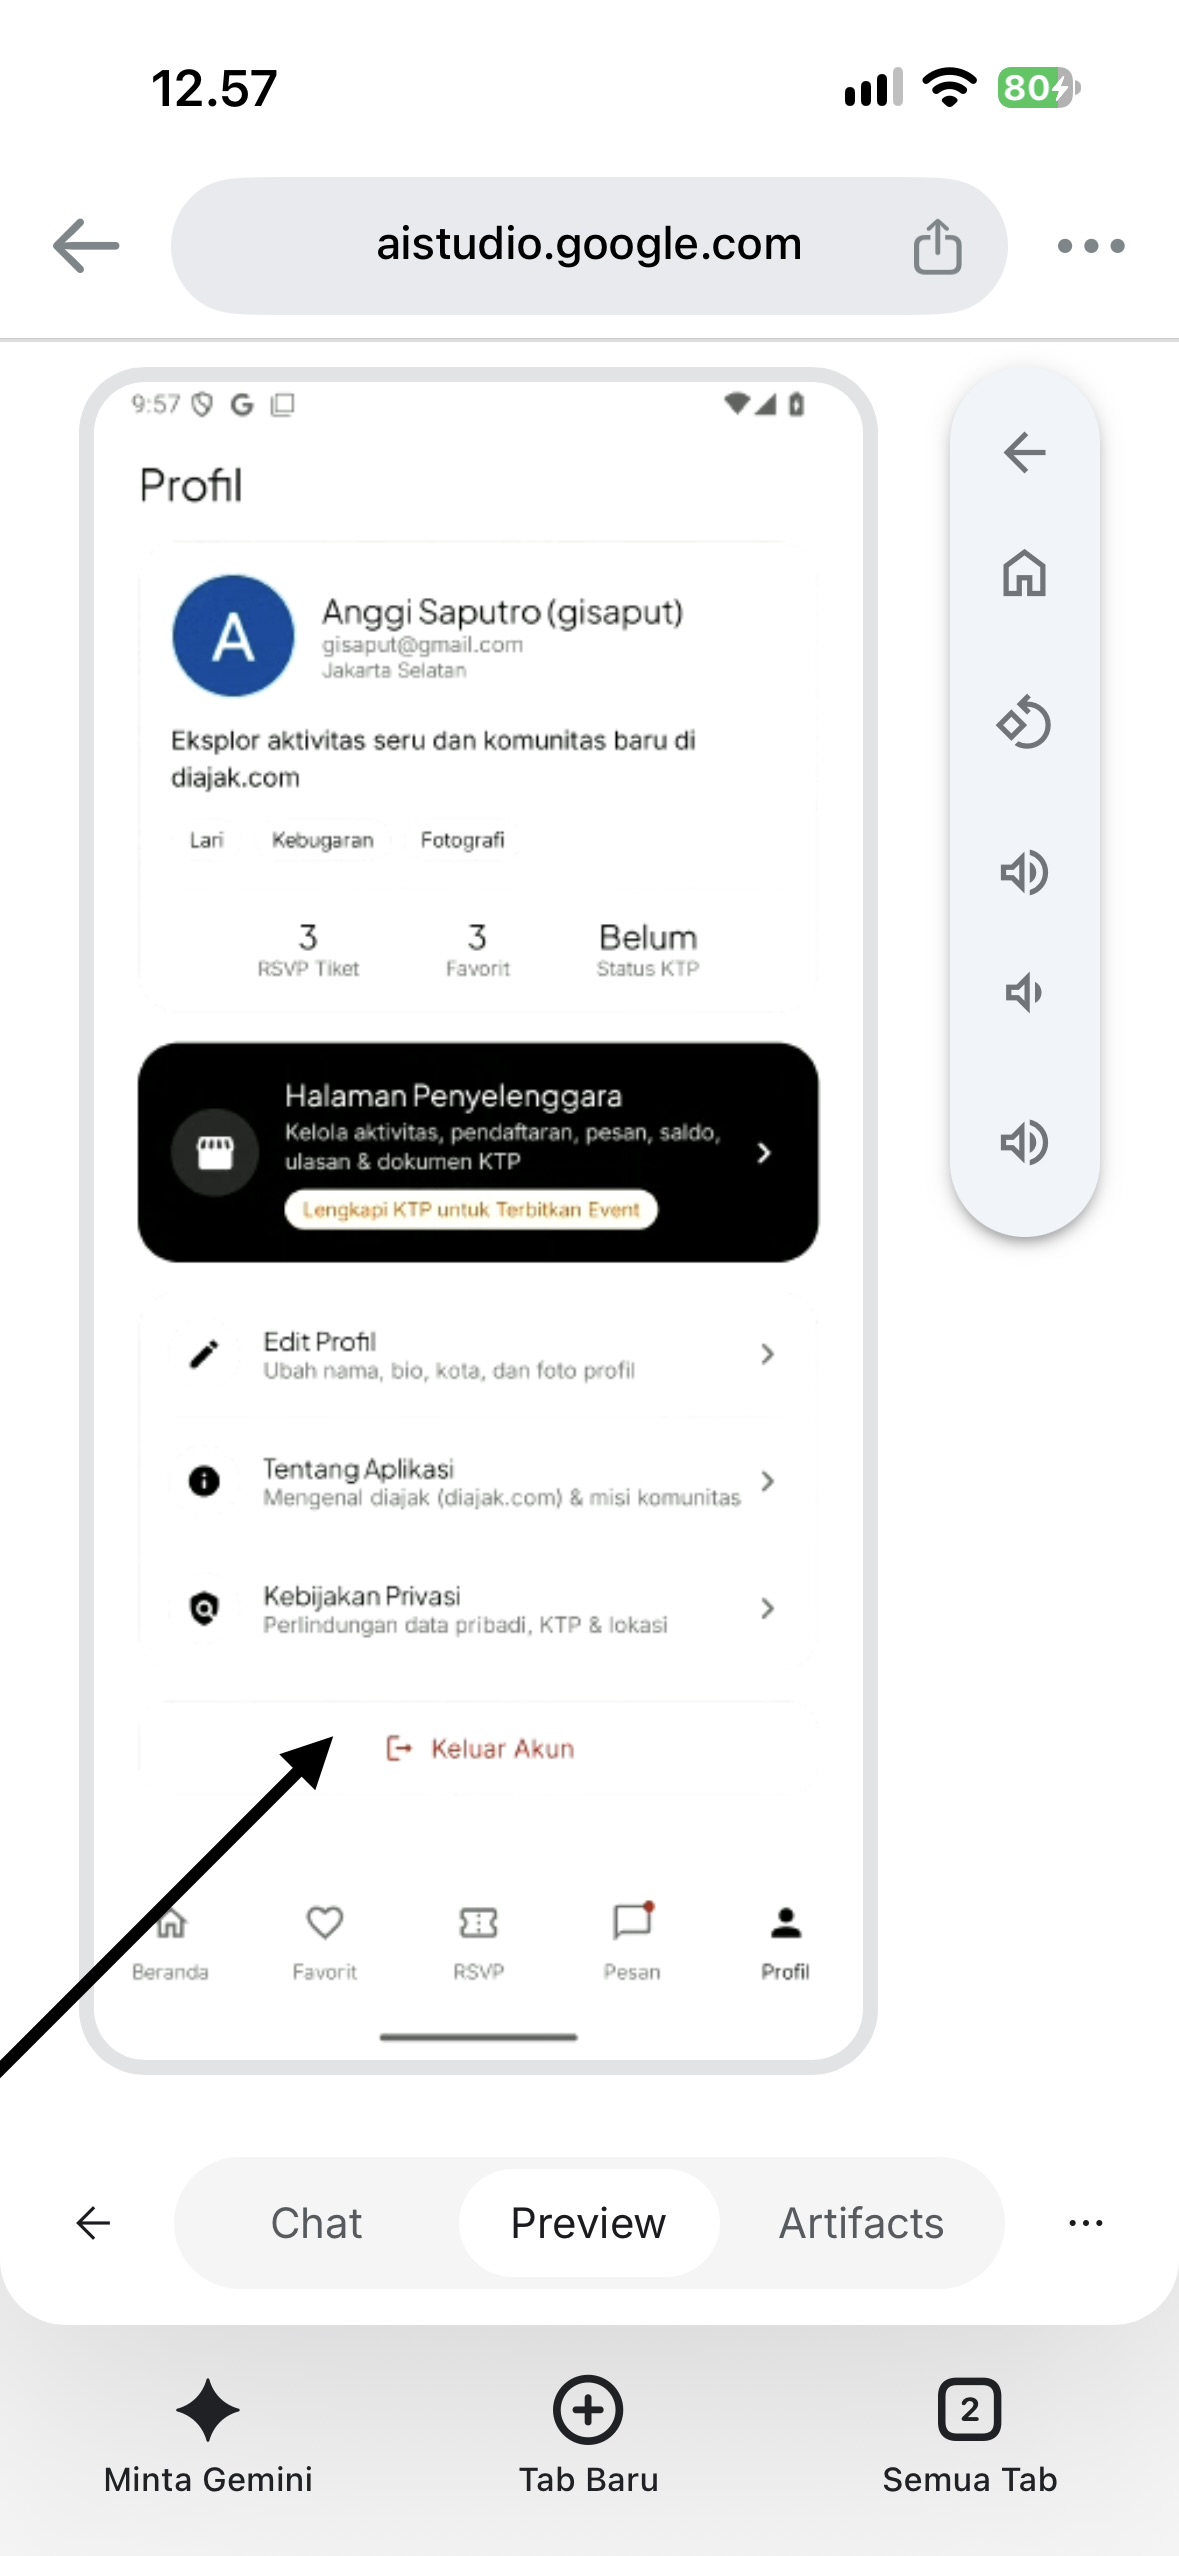 12.57
80
aistudio.google.com
9:57
Profil
A
Anggi Saputro (gisaput)
gisaput@gmail.com
Jakarta Selatan
Eksplor aktivitas seru dan komunitas baru di
diajak.com
Lari Kebugaran Fotografi
3 3 Belum
RSVP Tiket Favorit Status KTP
Halaman Penyelenggara
Kelola aktivitas, pendaftaran, pesan, saldo,
ulasan & dokumen KTP
Lengkapi KTP untuk Terbitkan Event
Edit Profil
Ubah nama, bio, kota, dan foto profil
Tentang Aplikasi
Mengenal diajak (diajak.com) & misi komunitas
Kebijakan Privasi
Perlindungan data pribadi, KTP & lokasi
Keluar Akun
Beranda Favorit RSVP Pesan Profil
Chat Preview Artifacts
2
Minta Gemini Tab Baru Semua Tab